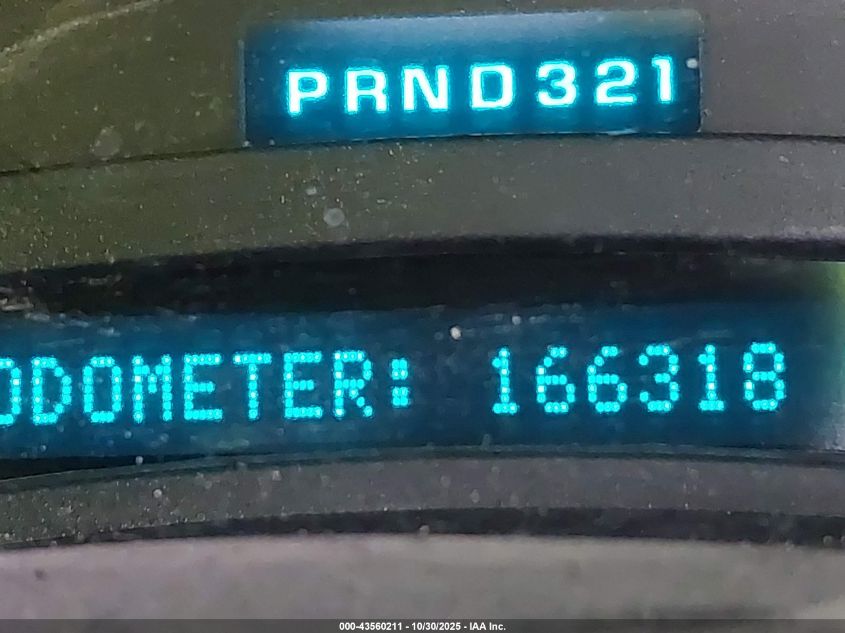 PRND321
ODOMETER: 166318
000-43560211 - 10/30/2025 - IAA Inc.